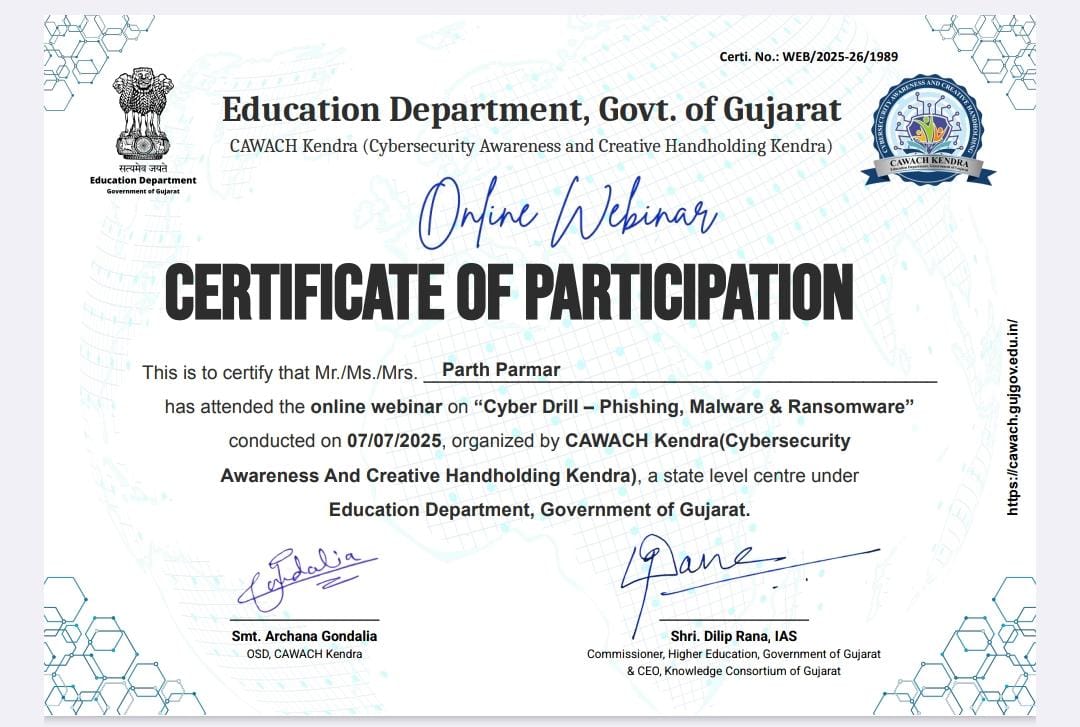 Certi. No.: WEB/2025-26/1989
Education Department, Govt. of Gujarat
CAWACH Kendra (Cybersecurity Awareness and Creative Handholding Kendra)
सत्यमेव जयते
Education Department
Government of Gujarat
CYBERSECURITY AWARENESS AND CREATIVE HANDHOLDING
CAWACH KENDRA
Online Webinar
CERTIFICATE OF PARTICIPATION
This is to certify that Mr./Ms./Mrs. Parth Parmar
has attended the online webinar on “Cyber Drill – Phishing, Malware & Ransomware”
conducted on 07/07/2025, organized by CAWACH Kendra(Cybersecurity
Awareness And Creative Handholding Kendra), a state level centre under
Education Department, Government of Gujarat.
https://cawach.gujgov.edu.in/
Gondalia
Smt. Archana Gondalia
OSD, CAWACH Kendra
Shri. Dilip Rana, IAS
Commissioner, Higher Education, Government of Gujarat
& CEO, Knowledge Consortium of Gujarat